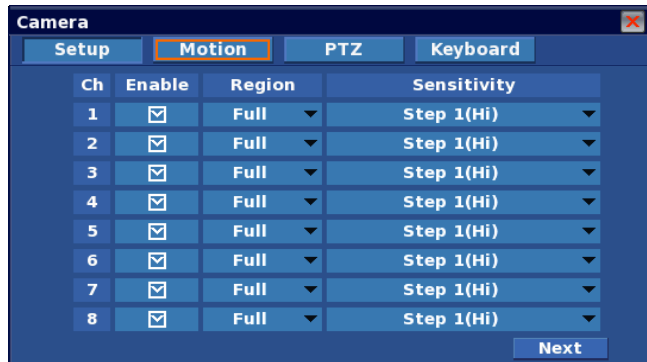 Camera
Setup Motion PTZ Keyboard
Ch Enable Region Sensitivity
1 Full Step 1(Hi)
2 Full Step 1(Hi)
3 Full Step 1(Hi)
4 Full Step 1(Hi)
5 Full Step 1(Hi)
6 Full Step 1(Hi)
7 Full Step 1(Hi)
8 Full Step 1(Hi)
Next